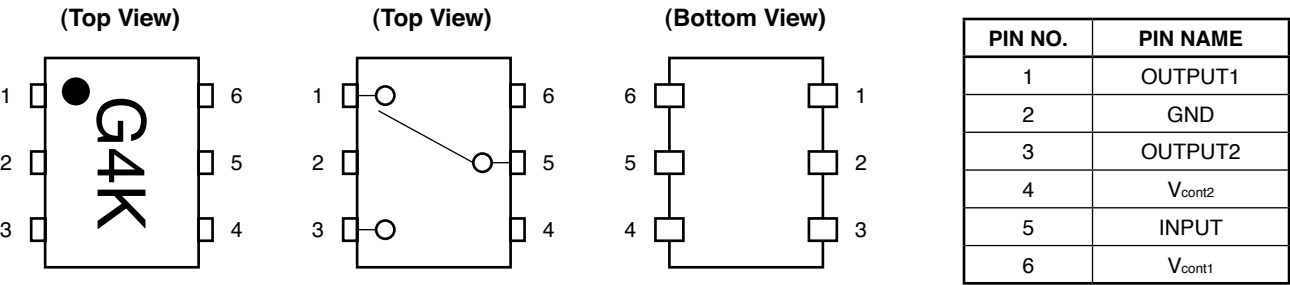 (Top View)
1
2
3
G4K
6
5
4
(Top View)
1
2
3
6
5
4
(Bottom View)
6
5
4
1
2
3
PIN NO. PIN NAME
1 OUTPUT1
2 GND
3 OUTPUT2
4 Vcont2
5 INPUT
6 Vcont1